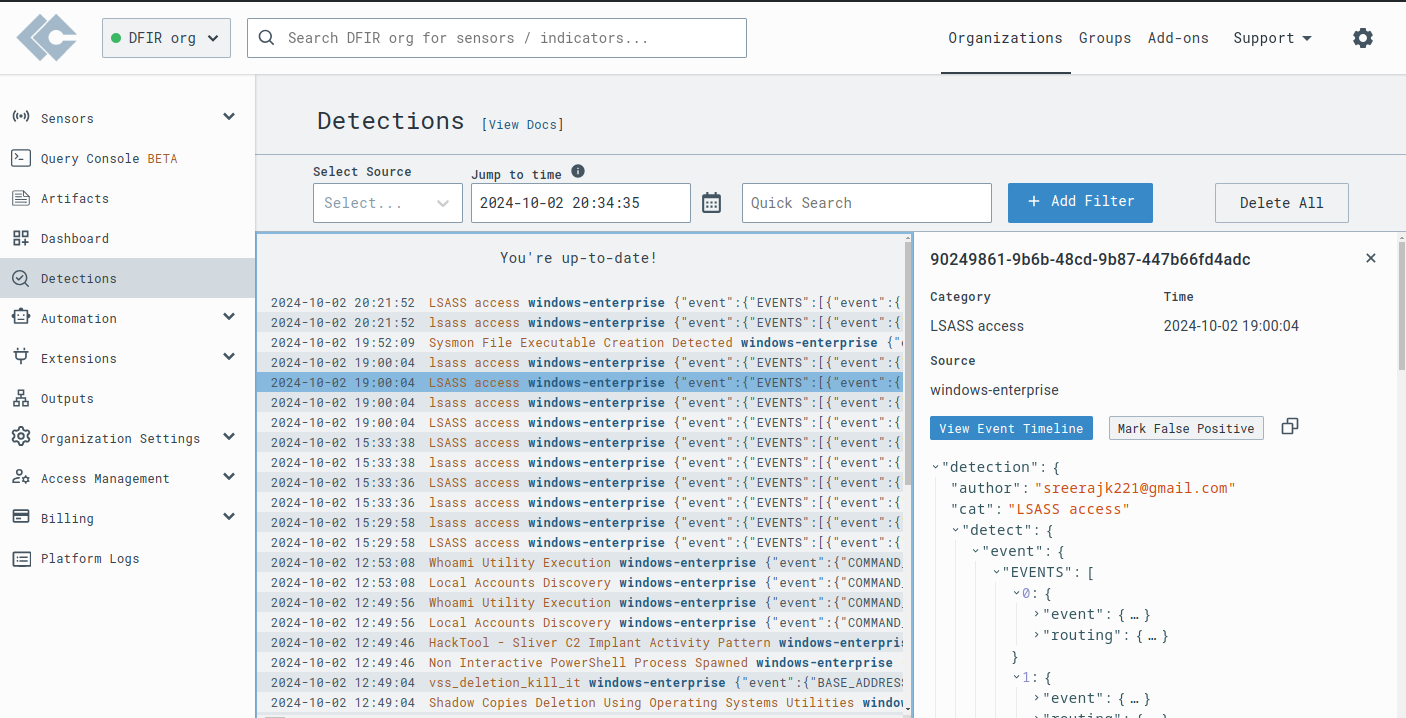 DFIR org
Search DFIR org for sensors / indicators...
Organizations Groups Add-ons Support
Sensors
Query Console BETA
Artifacts
Dashboard
Detections
Automation
Extensions
Outputs
Organization Settings
Access Management
Billing
Platform Logs
Detections [View Docs]
Select Source
Select...
Jump to time
2024-10-02 20:34:35
Quick Search
+ Add Filter
Delete All
You're up-to-date!
2024-10-02 20:21:52 LSASS access windows-enterprise {"event":{"EVENTS":[{"event":{
2024-10-02 20:21:52 lsass access windows-enterprise {"event":{"EVENTS":[{"event":{
2024-10-02 19:52:09 Sysmon File Executable Creation Detected windows-enterprise {"
2024-10-02 19:00:04 lsass access windows-enterprise {"event":{"EVENTS":[{"event":{
2024-10-02 19:00:04 LSASS access windows-enterprise {"event":{"EVENTS":[{"event":{
2024-10-02 19:00:04 lsass access windows-enterprise {"event":{"EVENTS":[{"event":{
2024-10-02 19:00:04 LSASS access windows-enterprise {"event":{"EVENTS":[{"event":{
2024-10-02 15:33:38 LSASS access windows-enterprise {"event":{"EVENTS":[{"event":{
2024-10-02 15:33:38 lsass access windows-enterprise {"event":{"EVENTS":[{"event":{
2024-10-02 15:33:36 LSASS access windows-enterprise {"event":{"EVENTS":[{"event":{
2024-10-02 15:33:36 lsass access windows-enterprise {"event":{"EVENTS":[{"event":{
2024-10-02 15:29:58 lsass access windows-enterprise {"event":{"EVENTS":[{"event":{
2024-10-02 15:29:58 LSASS access windows-enterprise {"event":{"EVENTS":[{"event":{
2024-10-02 12:53:08 Whoami Utility Execution windows-enterprise {"event":{"COMMAND_
2024-10-02 12:53:08 Local Accounts Discovery windows-enterprise {"event":{"COMMAND_
2024-10-02 12:49:56 Whoami Utility Execution windows-enterprise {"event":{"COMMAND_
2024-10-02 12:49:56 Local Accounts Discovery windows-enterprise {"event":{"COMMAND_
2024-10-02 12:49:46 HackTool - Sliver C2 Implant Activity Pattern windows-enterpris
2024-10-02 12:49:46 Non Interactive PowerShell Process Spawned windows-enterprise
2024-10-02 12:49:04 vss_deletion_kill_it windows-enterprise {"event":{"BASE_ADDRESS
2024-10-02 12:49:04 Shadow Copies Deletion Using Operating Systems Utilities window
90249861-9b6b-48cd-9b87-447b66fd4adc
Category Time
LSASS access 2024-10-02 19:00:04
Source
windows-enterprise
View Event Timeline Mark False Positive
"detection": {
"author": "sreerajk221@gmail.com"
"cat": "LSASS access"
"detect": {
"event": {
"EVENTS": [
0: {
"event": { … }
"routing": { … }
}
1: {
"event": { … }
"routing": { … }